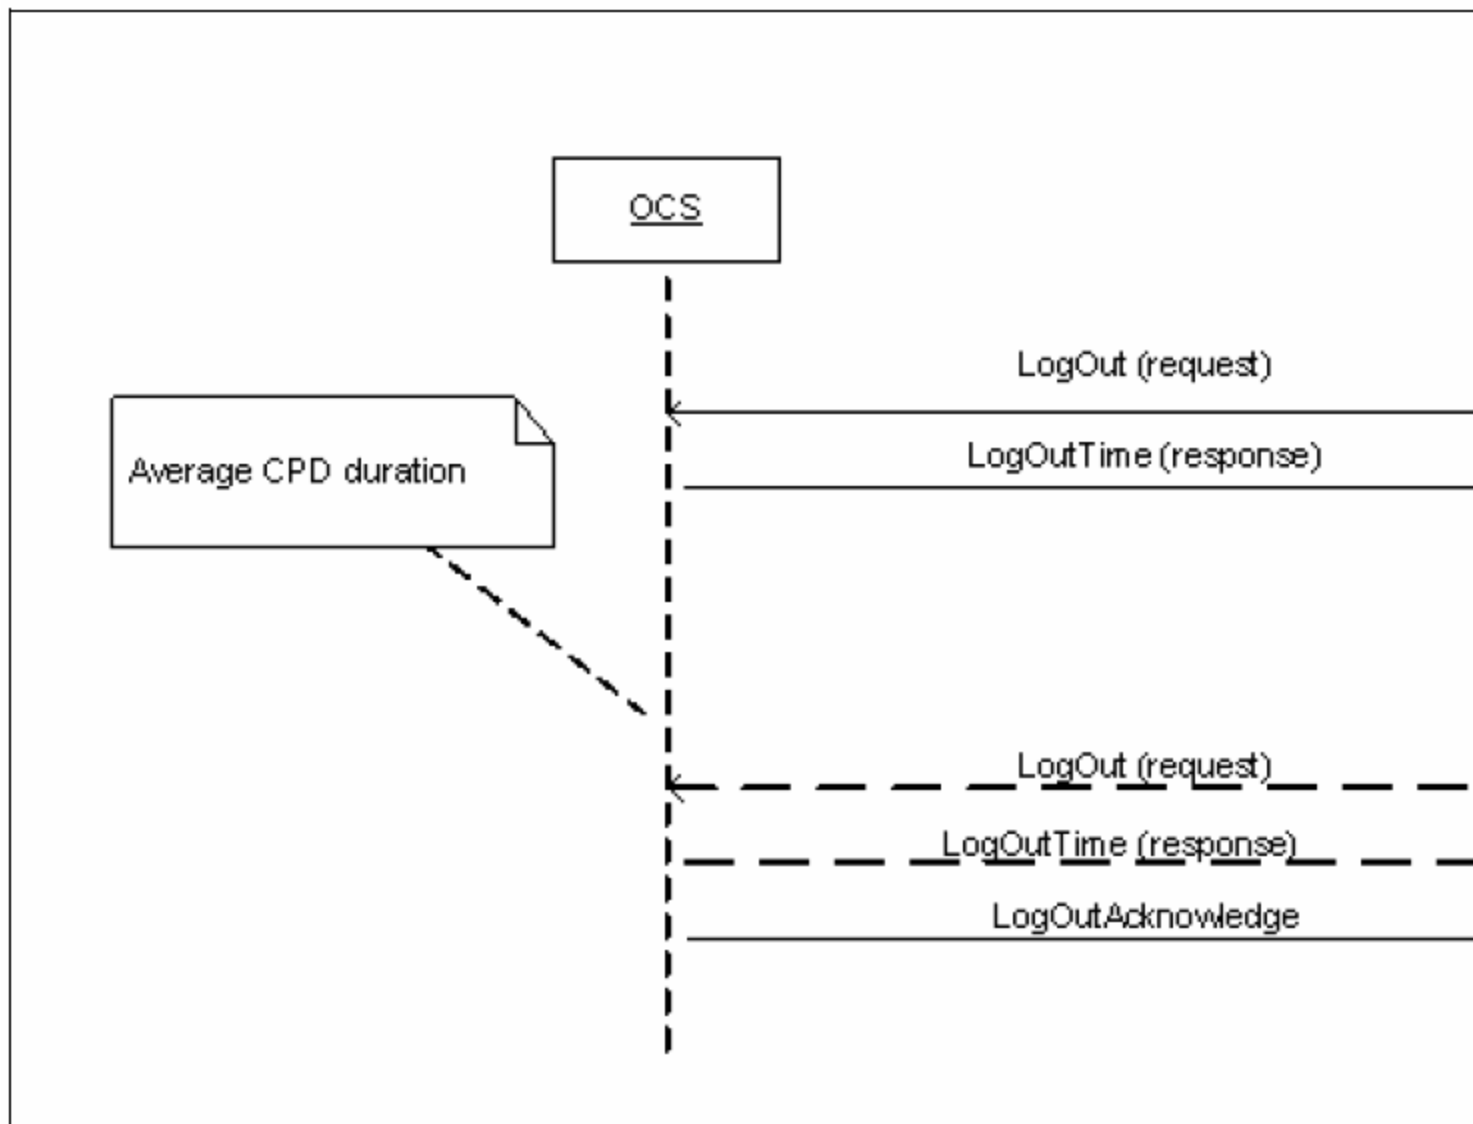 OCS
LogOut (request)
LogOutTime (response)
Average CPD duration
LogOut (request)
LogOutTime (response)
LogOutAcknowledge